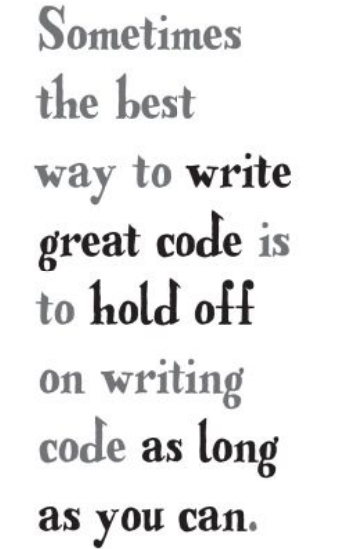 Sometimes
the best
way to write
great code is
to hold off
on writing
code as long
as you can.